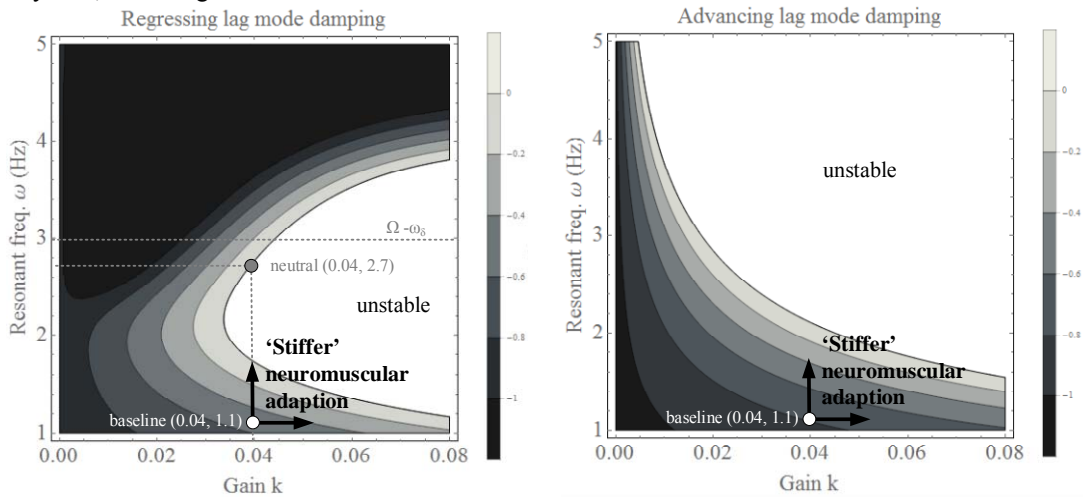 Regressing lag mode damping
5
4
3
2
1
Resonant freq. ω (Hz)
Ω -ωδ
neutral (0.04, 2.7)
unstable
‘Stiffer’
neuromuscular
adaption
baseline (0.04, 1.1)
0.00
0.02
0.04
0.06
0.08
Gain k
0
−0.2
−0.4
−0.6
−0.8
−1
Advancing lag mode damping
5
4
3
2
1
Resonant freq. ω (Hz)
unstable
‘Stiffer’
neuromuscular
adaption
baseline (0.04, 1.1)
0.00
0.02
0.04
0.06
0.08
Gain k
0
−0.2
−0.4
−0.6
−0.8
−1